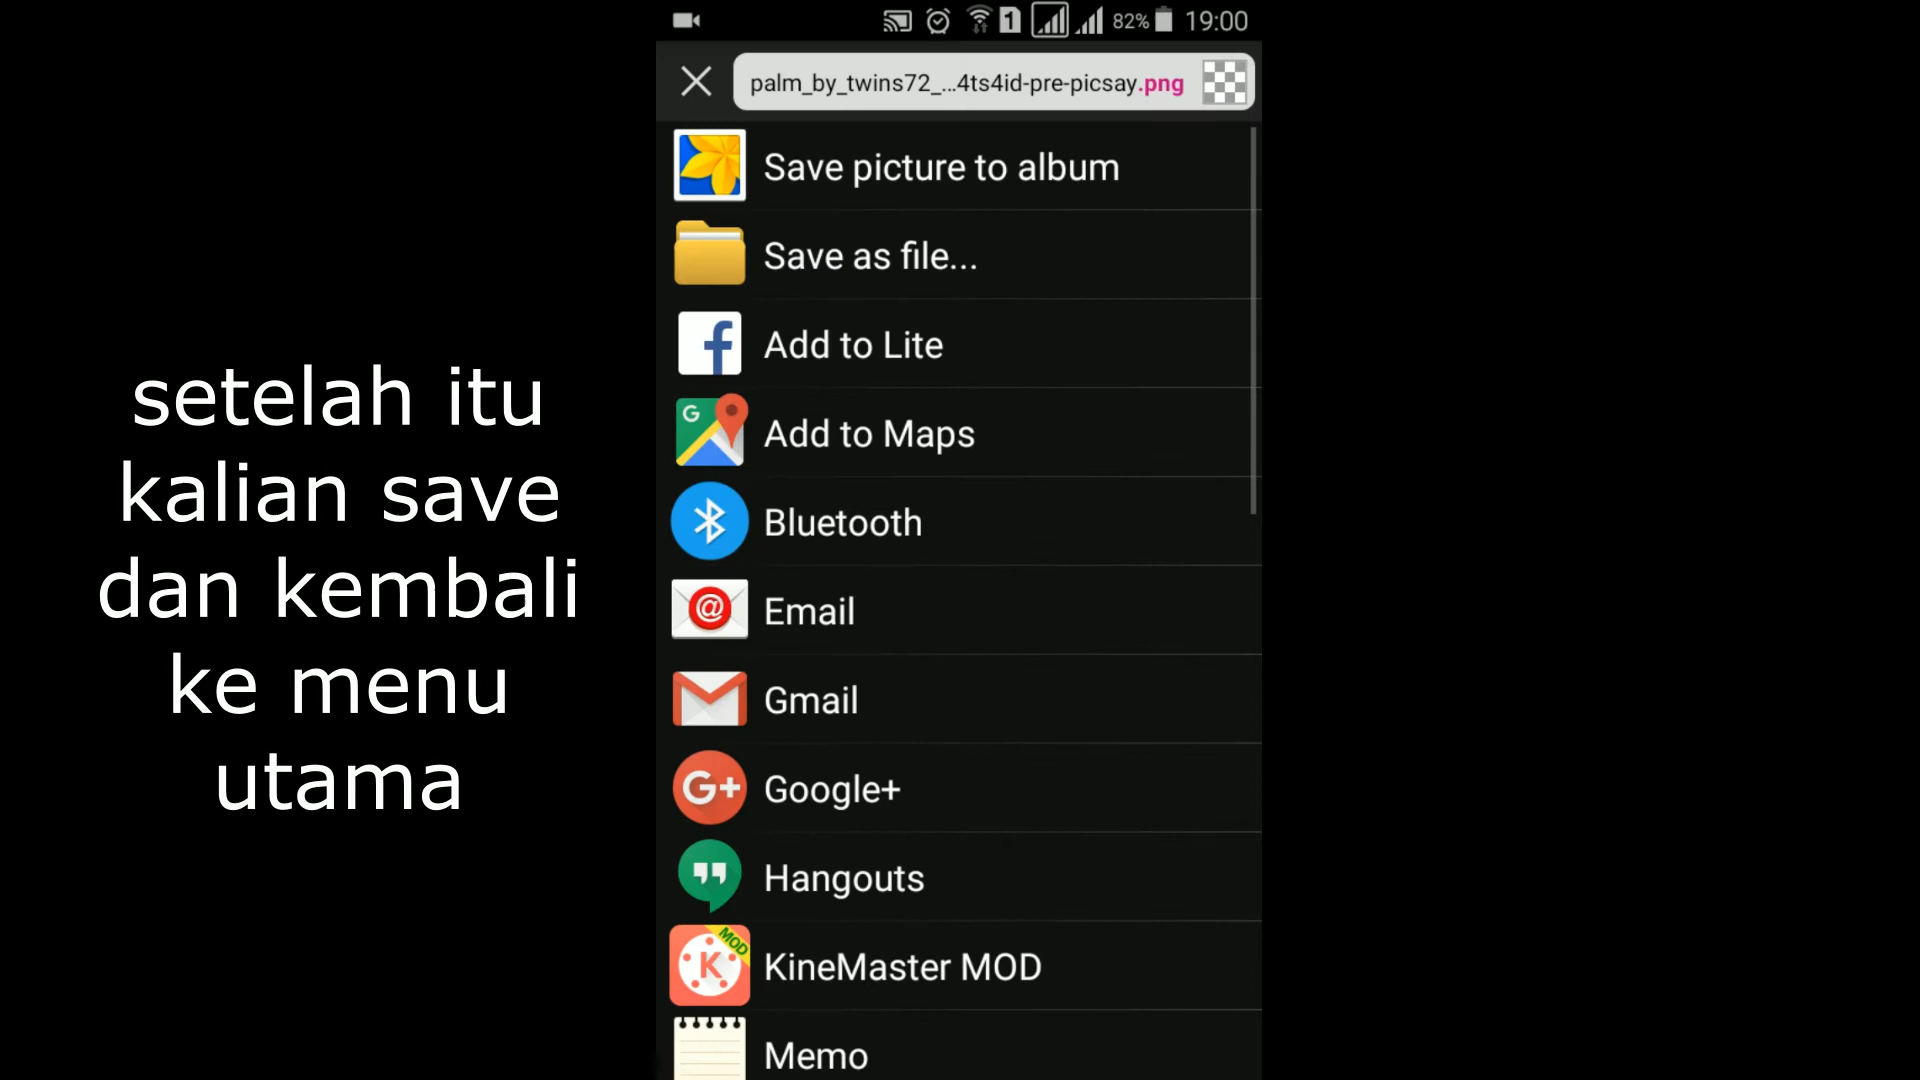 82% 19:00
palm_by_twins72_...4ts4id-pre-picsay.png
Save picture to album
Save as file...
Add to Lite
Add to Maps
Bluetooth
Email
Gmail
Google+
Hangouts
MOD
KineMaster MOD
Memo
setelah itu
kalian save
dan kembali
ke menu
utama